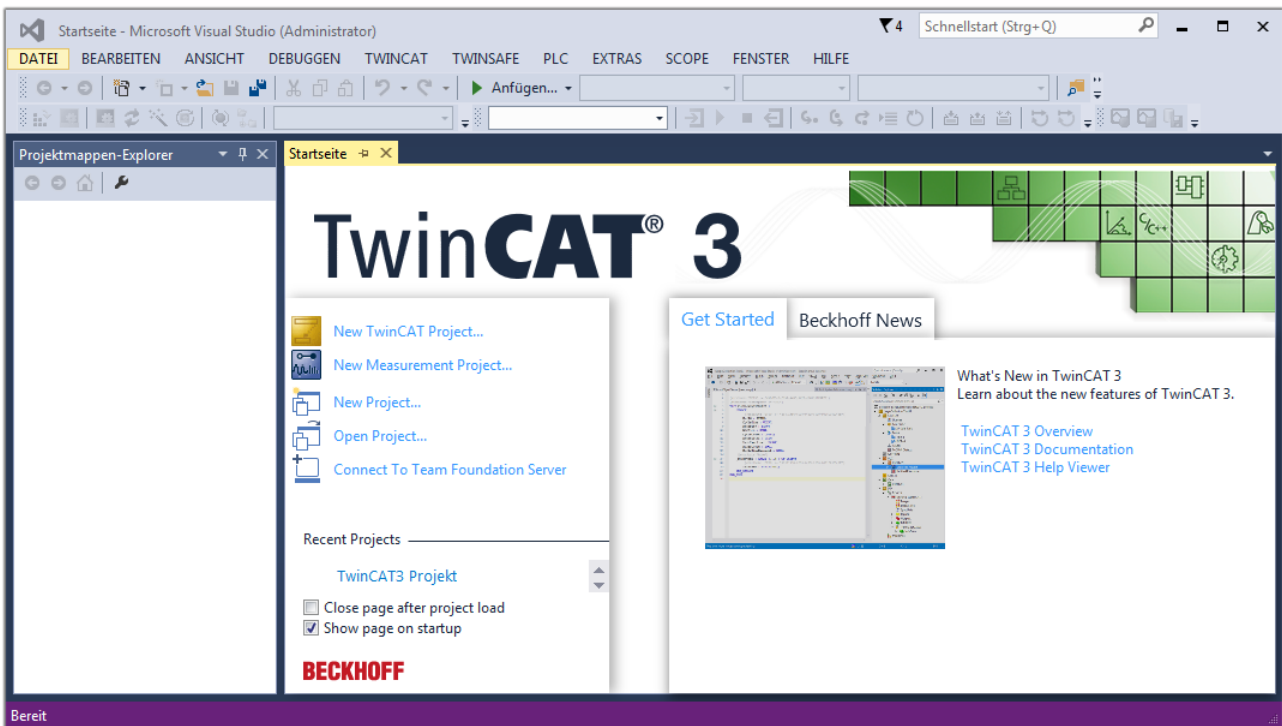 Startseite - Microsoft Visual Studio (Administrator)
4
Schnellstart (Strg+Q)
DATEI BEARBEITEN ANSICHT DEBUGGEN TWINCAT TWINSAFE PLC EXTRAS SCOPE FENSTER HILFE
Anfügen...
Projektmappen-Explorer
Startseite
TwinCAT® 3
C/C++
New TwinCAT Project...
New Measurement Project...
New Project...
Open Project...
Connect To Team Foundation Server
Recent Projects
TwinCAT3 Projekt
Close page after project load
Show page on startup
BECKHOFF
Get Started
Beckhoff News
What's New in TwinCAT 3
Learn about the new features of TwinCAT 3.
TwinCAT 3 Overview
TwinCAT 3 Documentation
TwinCAT 3 Help Viewer
Bereit